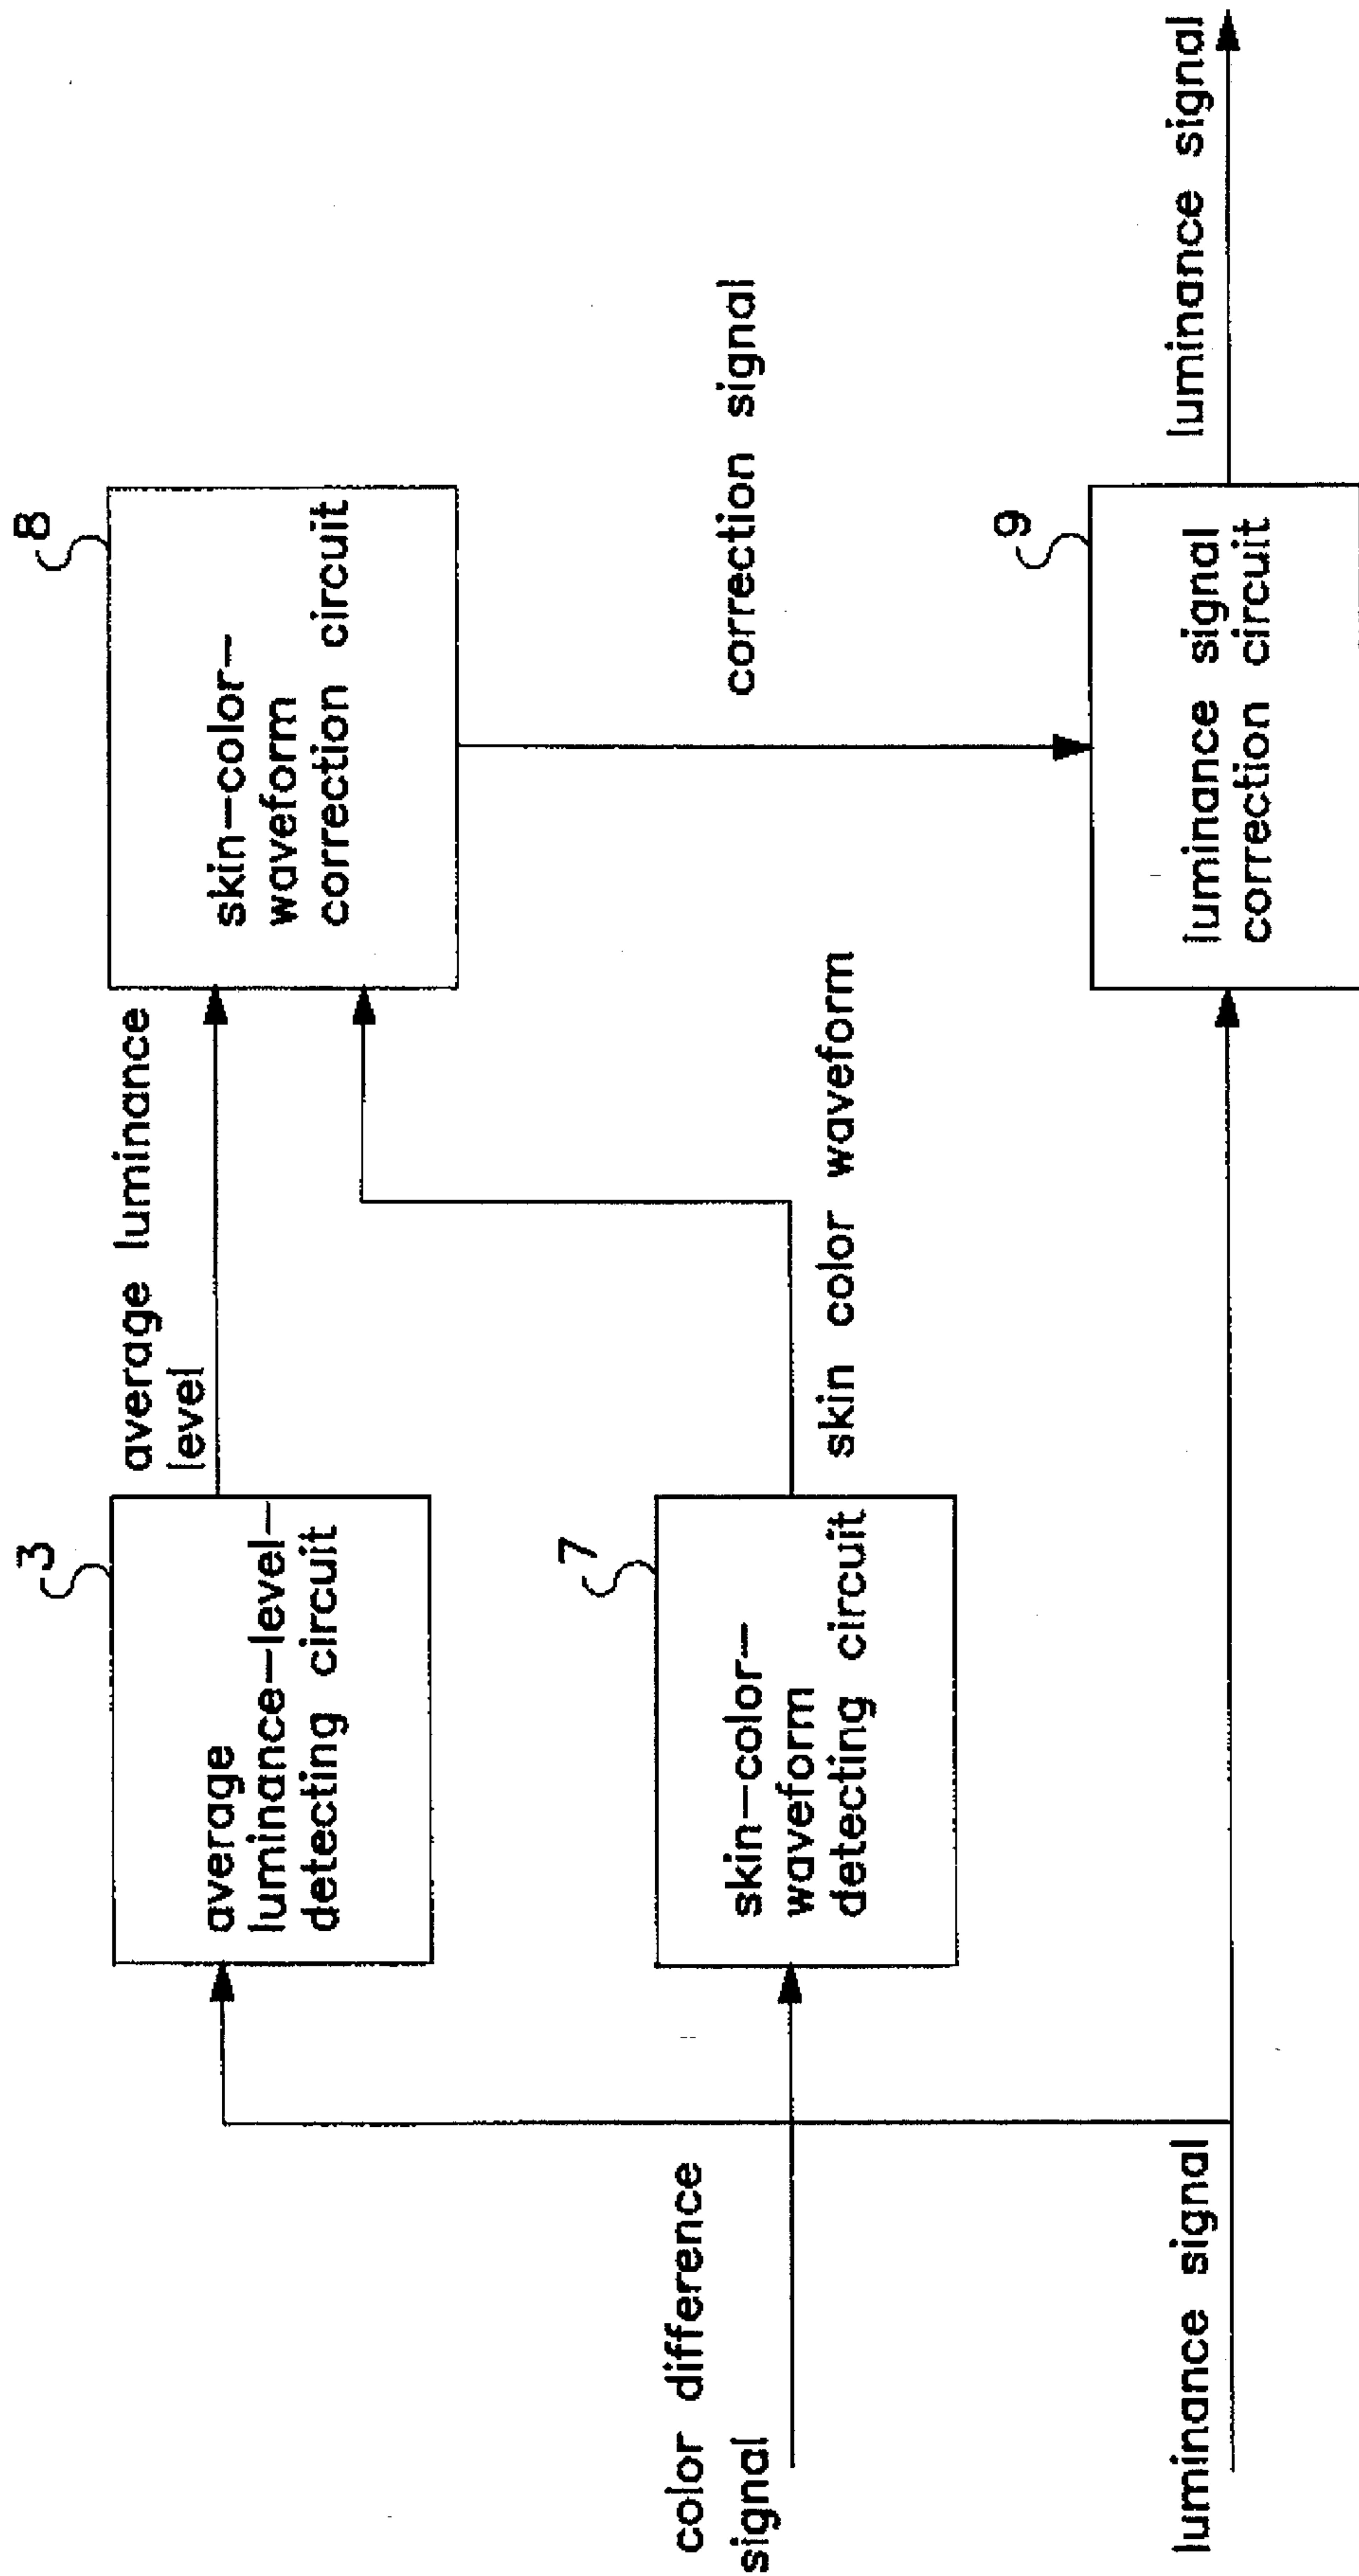 3
average
luminance-level-
detecting circuit
average luminance
level
8
skin-color-
waveform
correction circuit
color difference
signal
7
skin-color-
waveform
detecting circuit
skin color waveform
correction signal
luminance signal
9
luminance signal
correction circuit
luminance signal